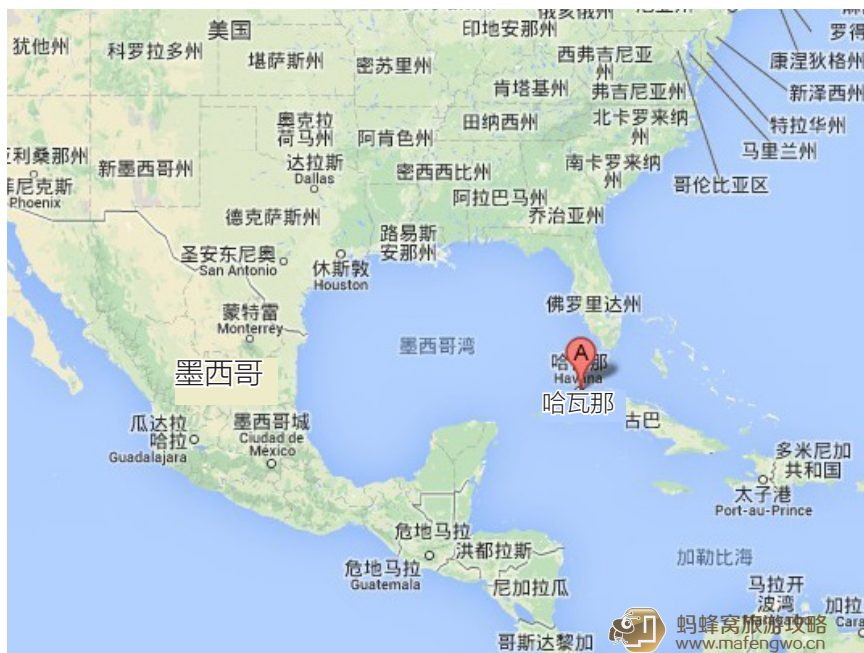 美国
印地安那州
犹他州
科罗拉多州
堪萨斯州
密苏里州
西弗吉尼亚
州
康涅狄格州
肯塔基州
弗吉尼亚州
新泽西州
奥克拉
荷马州
阿肯色州
田纳西州
北卡罗来纳
州
特拉华州
马里兰州
利桑那州
新墨西哥州
达拉斯
Dallas
密西西比州
南卡罗来纳
州
哥伦比亚区
菲尼克斯
Phoenix
阿拉巴马州
乔治亚州
德克萨斯州
路易斯
安那州
圣安东尼奥
San Antonio
休斯敦
Houston
佛罗里达州
蒙特雷
Monterrey
墨西哥湾
A
哈瓦那
Havana
墨西哥
哈瓦那
古巴
瓜达拉
哈拉
Guadalajara
墨西哥城
Ciudad de
México
多米尼加
共和国
太子港
Port-au-Prince
危地马拉
洪都拉斯
加勒比海
危地马拉
Guatemala
尼加拉瓜
马拉开
波湾
Maracaibo
加拉
Cara
哥斯达黎加
蚂蜂窝旅游攻略
www.mafengwo.cn